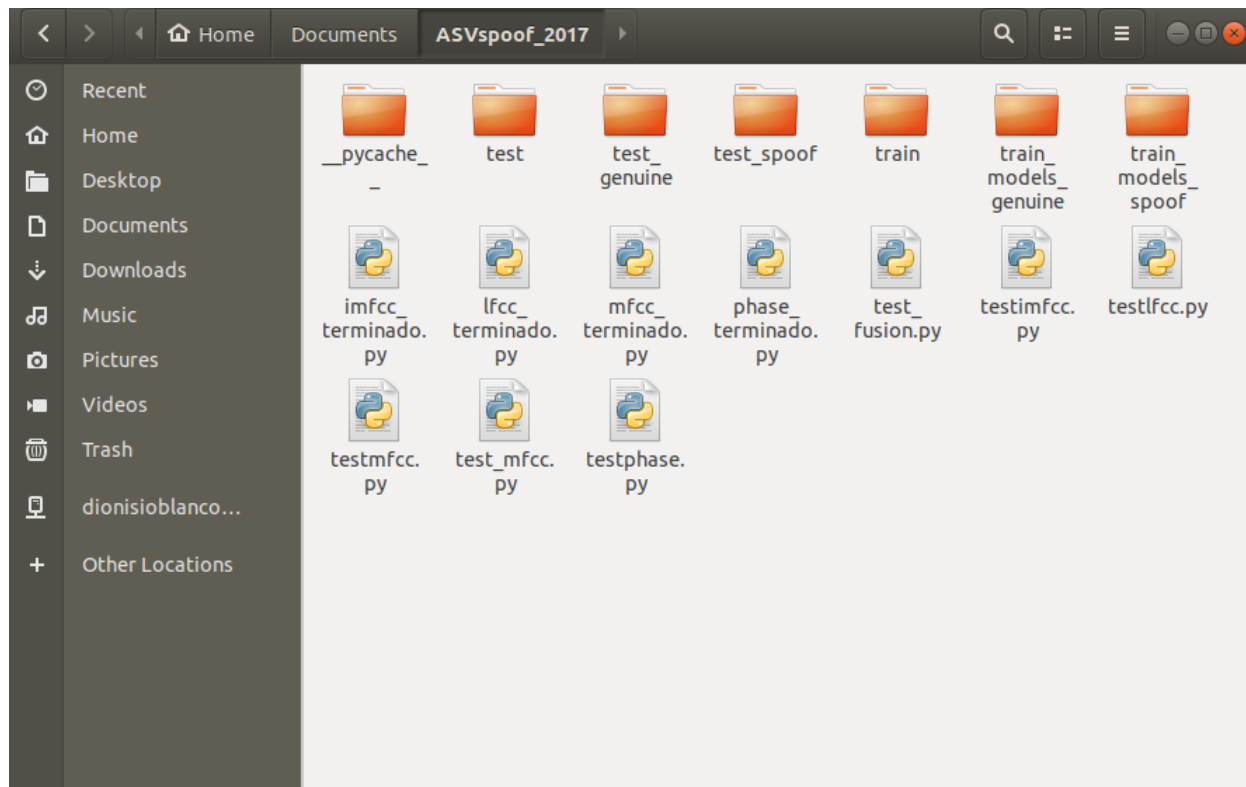 Home Documents ASVspoof_2017
Recent
Home
Desktop
Documents
Downloads
Music
Pictures
Videos
Trash
dionisioblanco...
Other Locations
__pycache_
_
test
test_
genuine
test_spoof
train
train_
models_
genuine
train_
models_
spoof
imfcc_
terminado.
py
lfcc_
terminado.
py
mfcc_
terminado.
py
phase_
terminado.
py
test_
fusion.py
testimfcc.
py
testlfcc.py
testmfcc.
py
test_mfcc.
py
testphase.
py